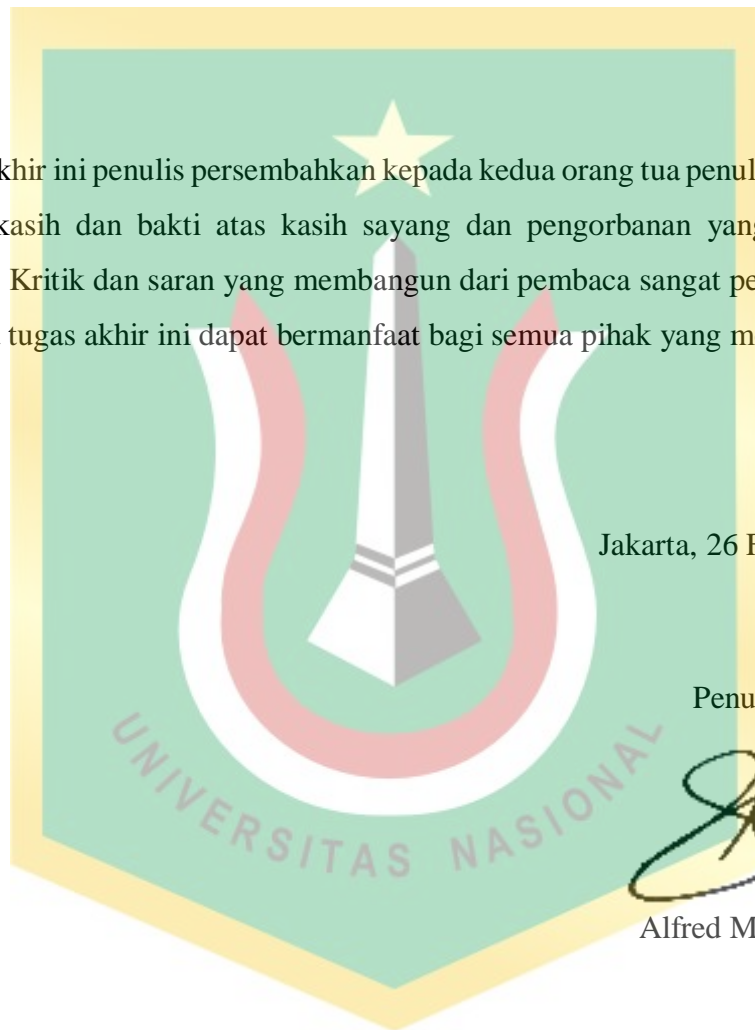 khir ini penulis persembahkan kepada kedua orang tua penul
kasih dan bakti atas kasih sayang dan pengorbanan yang
Kritik dan saran yang membangun dari pembaca sangat pe
tugas akhir ini dapat bermanfaat bagi semua pihak yang m
Jakarta, 26
Penu
UNIVERSITAS NASIONAL
Alfred M